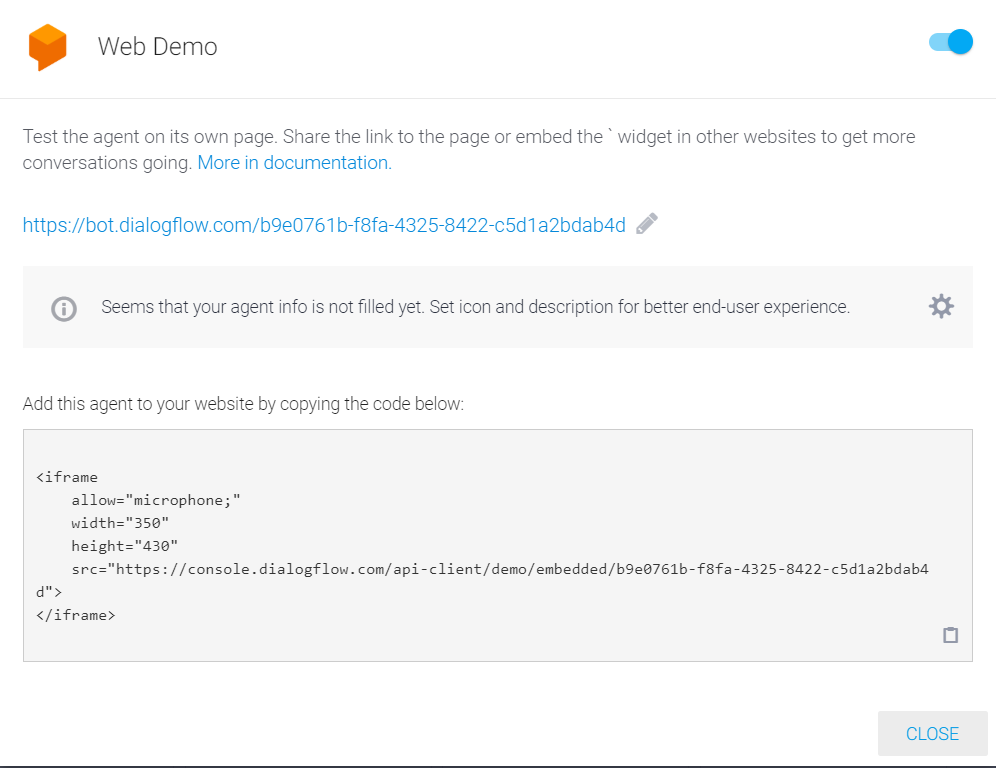 Web Demo
Test the agent on its own page. Share the link to the page or embed the ` widget in other websites to get more
conversations going. More in documentation.
https://bot.dialogflow.com/b9e0761b-f8fa-4325-8422-c5d1a2bdab4d
Seems that your agent info is not filled yet. Set icon and description for better end-user experience.
Add this agent to your website by copying the code below:
<iframe
    allow="microphone;"
    width="350"
    height="430"
    src="https://console.dialogflow.com/api-client/demo/embedded/b9e0761b-f8fa-4325-8422-c5d1a2bdab4
d">
</iframe>
CLOSE